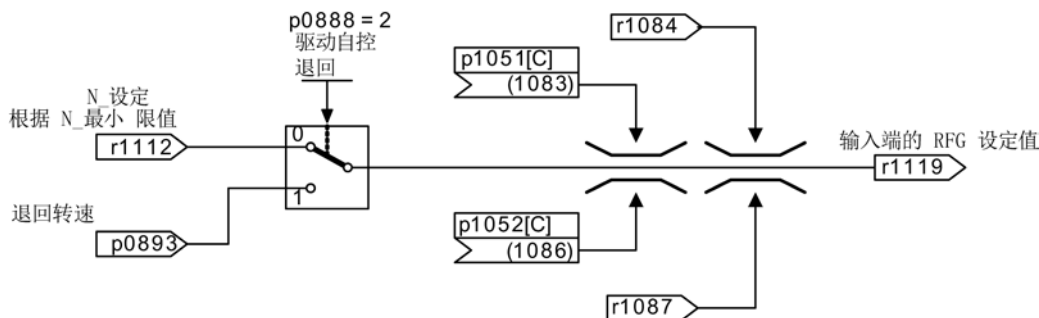 p0888 = 2
驱动自控
退回
r1084
p1051[C]
(1083)
N_设定
根据 N_最小 限值
r1112
0
输入端的 RFG 设定值
r1119
1
退回转速
p0893
p1052[C]
(1086)
r1087